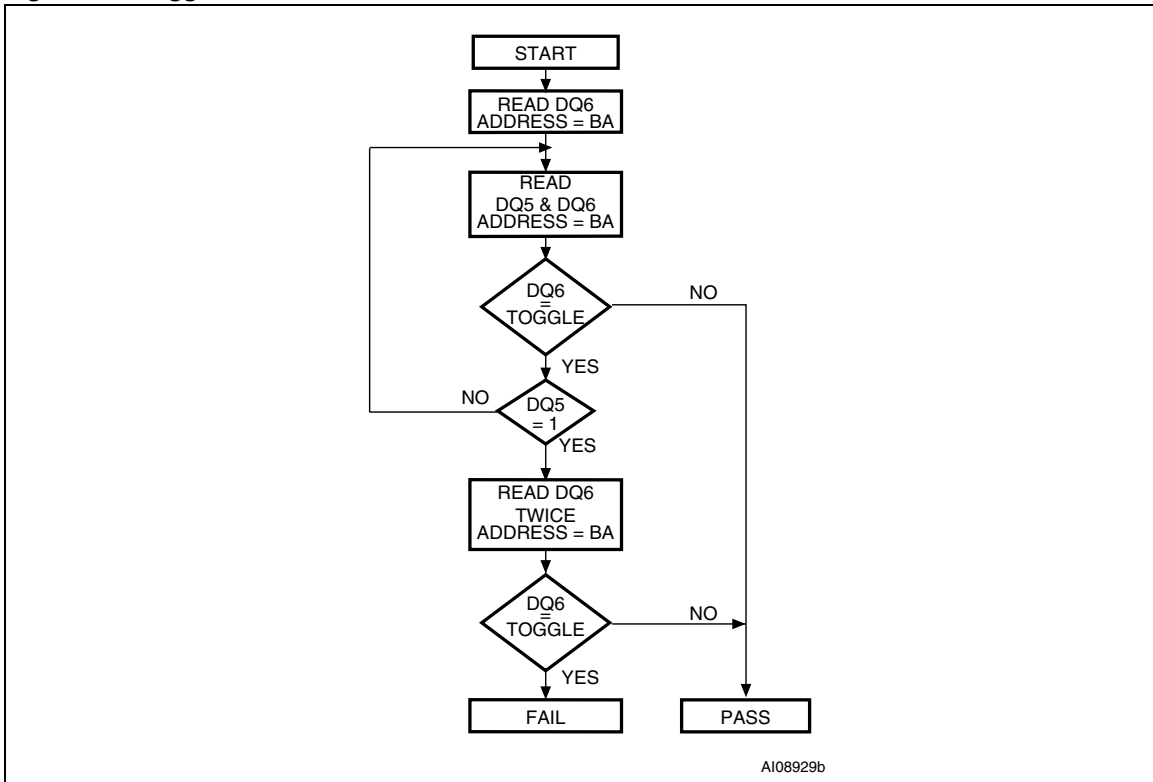 START
READ DQ6
ADDRESS = BA
READ
DQ5 & DQ6
ADDRESS = BA
DQ6
=
TOGGLE
NO
YES
NO
DQ5
= 1
YES
READ DQ6
TWICE
ADDRESS = BA
DQ6
=
TOGGLE
NO
YES
FAIL
PASS
AI08929b